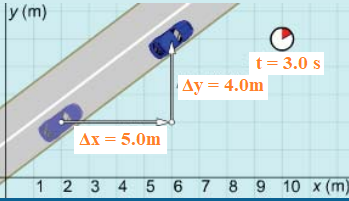 y (m)
t = 3.0 s
Δy = 4.0m
Δx = 5.0m
1 2 3 4 5 6 7 8 9 10 x (m)